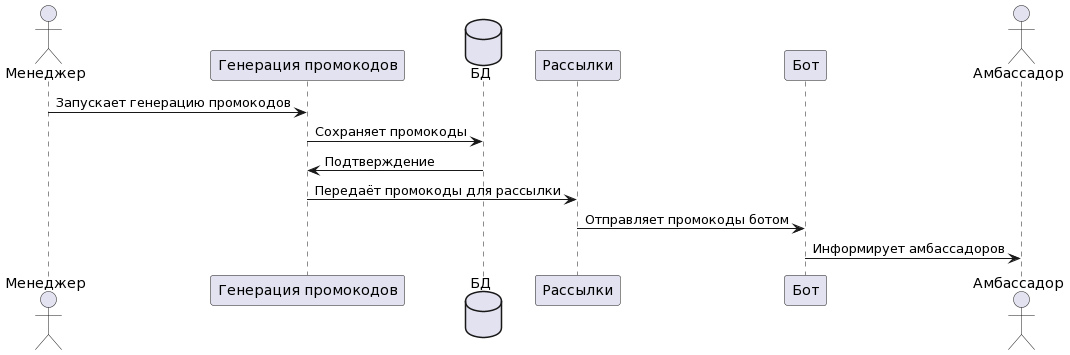 Менеджер
Генерация промокодов
БД
Рассылки
Бот
Амбассадор
Запускает генерацию промокодов
Сохраняет промокоды
Подтверждение
Передаёт промокоды для рассылки
Отправляет промокоды ботом
Информирует амбассадоров
Менеджер
Генерация промокодов
БД
Рассылки
Бот
Амбассадор